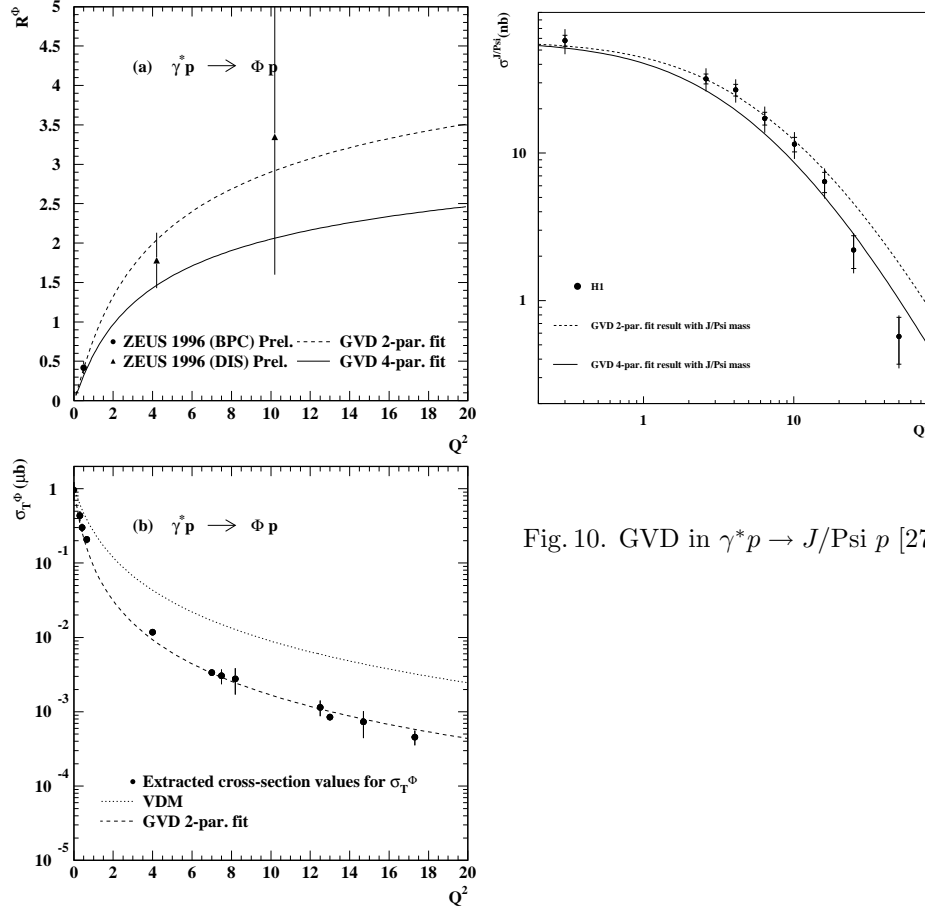 R^Φ
5
4.5
4
3.5
3
2.5
2
1.5
1
0.5
0
(a) γ*p → Φ p
ZEUS 1996 (BPC) Prel.
ZEUS 1996 (DIS) Prel.
GVD 2-par. fit
GVD 4-par. fit
0 2 4 6 8 10 12 14 16 18 20
Q^2
σ^J/Psi(nb)
10
1
H1
GVD 2-par. fit result with J/Psi mass
GVD 4-par. fit result with J/Psi mass
1 10
Q
Fig. 10. GVD in γ*p → J/Psi p [27
σ_T^Φ (μb)
1
10^-1
10^-2
10^-3
10^-4
10^-5
(b) γ*p → Φ p
Extracted cross-section values for σ_T^Φ
VDM
GVD 2-par. fit
0 2 4 6 8 10 12 14 16 18 20
Q^2